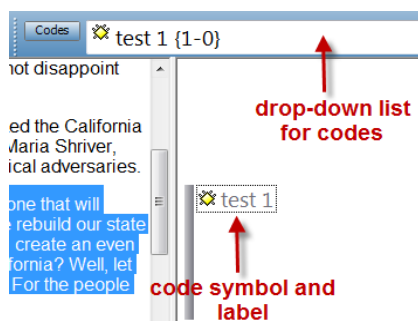 Codes
test 1 {1-0}
not disappoint
drop-down list
for codes
ed the California
Maria Shriver,
ical adversaries.
one that will
rebuild our state
create an even
fornia? Well, let
For the people
test 1
code symbol and
label